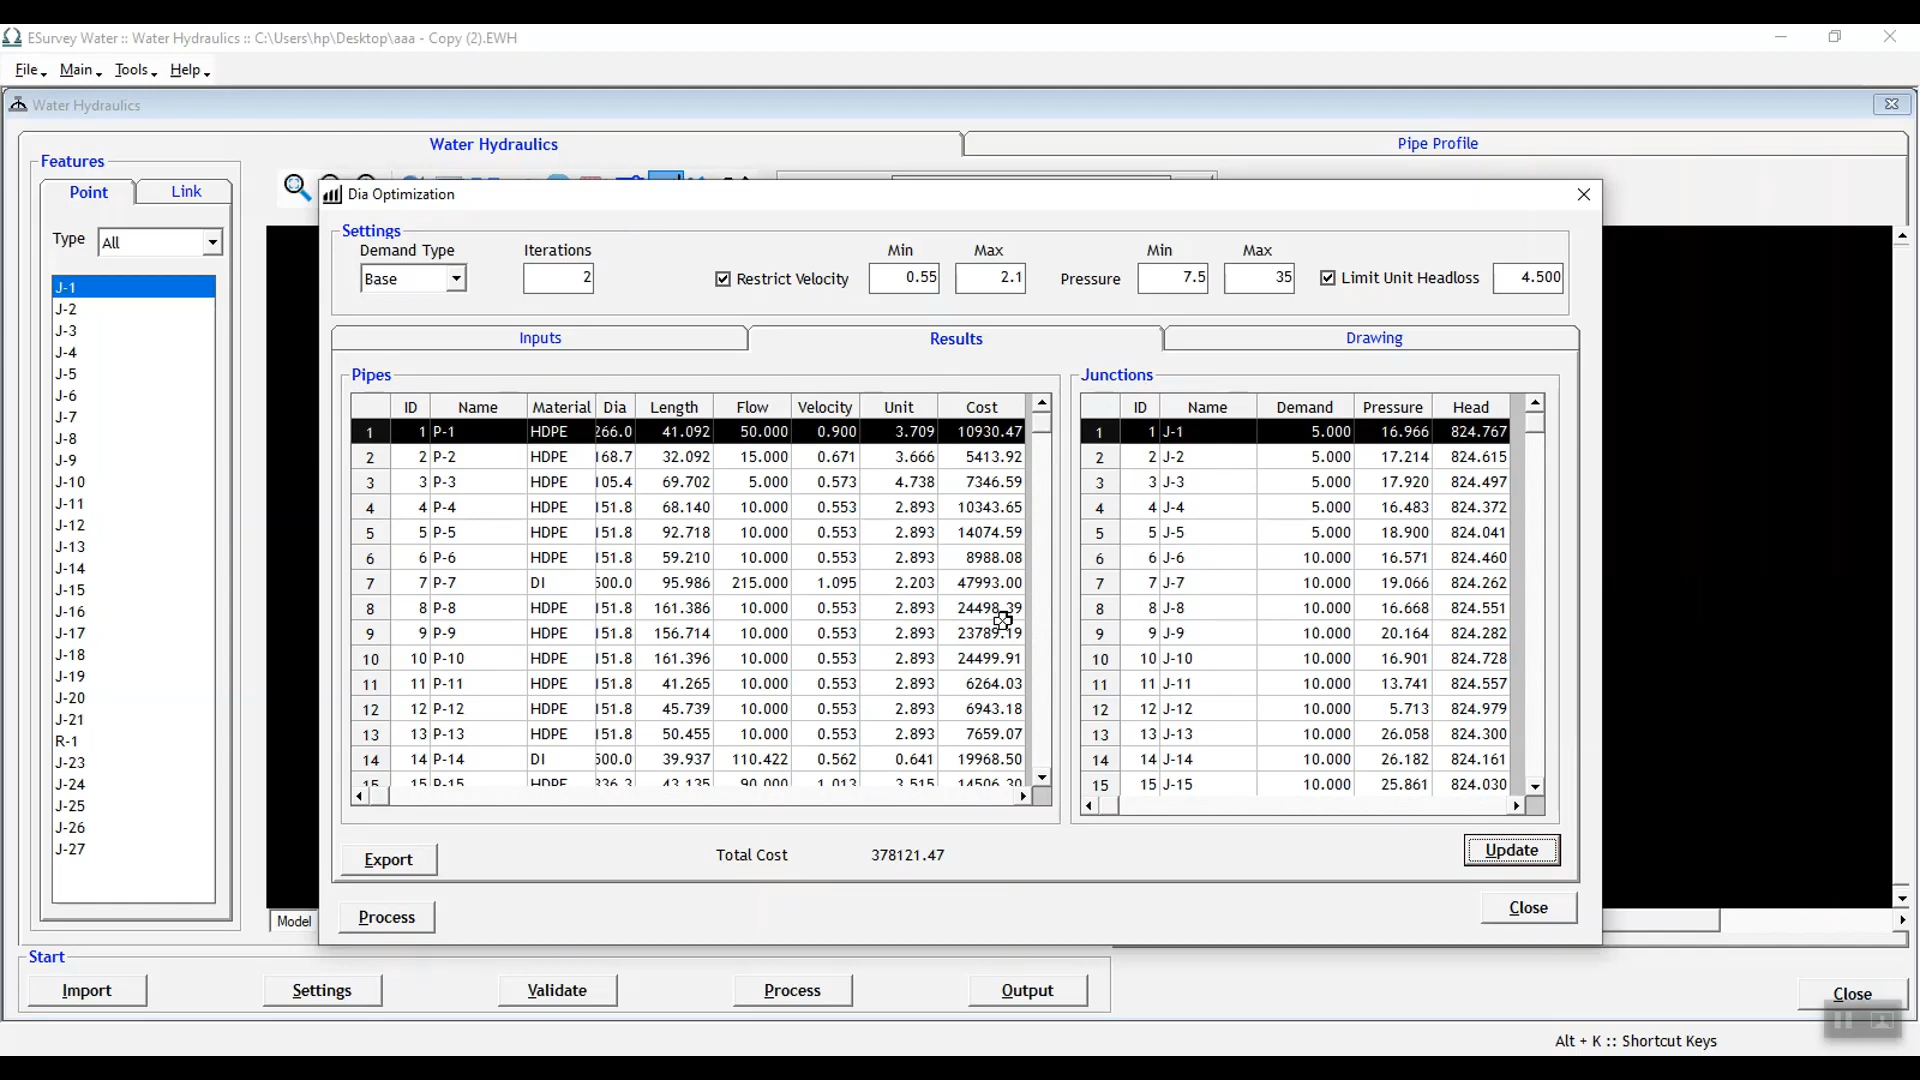 ESurvey Water :: Water Hydraulics :: C:\Users\hp\Desktop\aaa - Copy (2).EWH
File Main Tools Help
Water Hydraulics
Water Hydraulics Pipe Profile
Features
Point Link
Type All
J-1
J-2
J-3
J-4
J-5
J-6
J-7
J-8
J-9
J-10
J-11
J-12
J-13
J-14
J-15
J-16
J-17
J-18
J-19
J-20
J-21
R-1
J-23
J-24
J-25
J-26
J-27
Model
Dia Optimization
Settings
Demand Type Iterations Min Max Min Max
Base 2 Restrict Velocity 0.55 2.1 Pressure 7.5 35 Limit Unit Headloss 4.500
Inputs Results Drawing
Pipes
ID Name Material Dia Length Flow Velocity Unit Cost
1 1 P-1 HDPE 266.0 41.092 50.000 0.900 3.709 10930.47
2 2 P-2 HDPE 168.7 32.092 15.000 0.671 3.666 5413.92
3 3 P-3 HDPE 105.4 69.702 5.000 0.573 4.738 7346.59
4 4 P-4 HDPE 151.8 68.140 10.000 0.553 2.893 10343.65
5 5 P-5 HDPE 151.8 92.718 10.000 0.553 2.893 14074.59
6 6 P-6 HDPE 151.8 59.210 10.000 0.553 2.893 8988.08
7 7 P-7 DI 500.0 95.986 215.000 1.095 2.203 47993.00
8 8 P-8 HDPE 151.8 161.386 10.000 0.553 2.893 24498.39
9 9 P-9 HDPE 151.8 156.714 10.000 0.553 2.893 23789.19
10 10 P-10 HDPE 151.8 161.396 10.000 0.553 2.893 24499.91
11 11 P-11 HDPE 151.8 41.265 10.000 0.553 2.893 6264.03
12 12 P-12 HDPE 151.8 45.739 10.000 0.553 2.893 6943.18
13 13 P-13 HDPE 151.8 50.455 10.000 0.553 2.893 7659.07
14 14 P-14 DI 500.0 39.937 110.422 0.562 0.641 19968.50
15 15 P-15 HDPE 336.3 43.135 90.000 1.013 3.515 14506.30
Junctions
ID Name Demand Pressure Head
1 1 J-1 5.000 16.966 824.767
2 2 J-2 5.000 17.214 824.615
3 3 J-3 5.000 17.920 824.497
4 4 J-4 5.000 16.483 824.372
5 5 J-5 5.000 18.900 824.041
6 6 J-6 10.000 16.571 824.460
7 7 J-7 10.000 19.066 824.262
8 8 J-8 10.000 16.668 824.551
9 9 J-9 10.000 20.164 824.282
10 10 J-10 10.000 16.901 824.728
11 11 J-11 10.000 13.741 824.557
12 12 J-12 10.000 5.713 824.979
13 13 J-13 10.000 26.058 824.300
14 14 J-14 10.000 26.182 824.161
15 15 J-15 10.000 25.861 824.030
Export Total Cost 378121.47 Update
Process Close
Start
Import Settings Validate Process Output Close
Alt + K :: Shortcut Keys